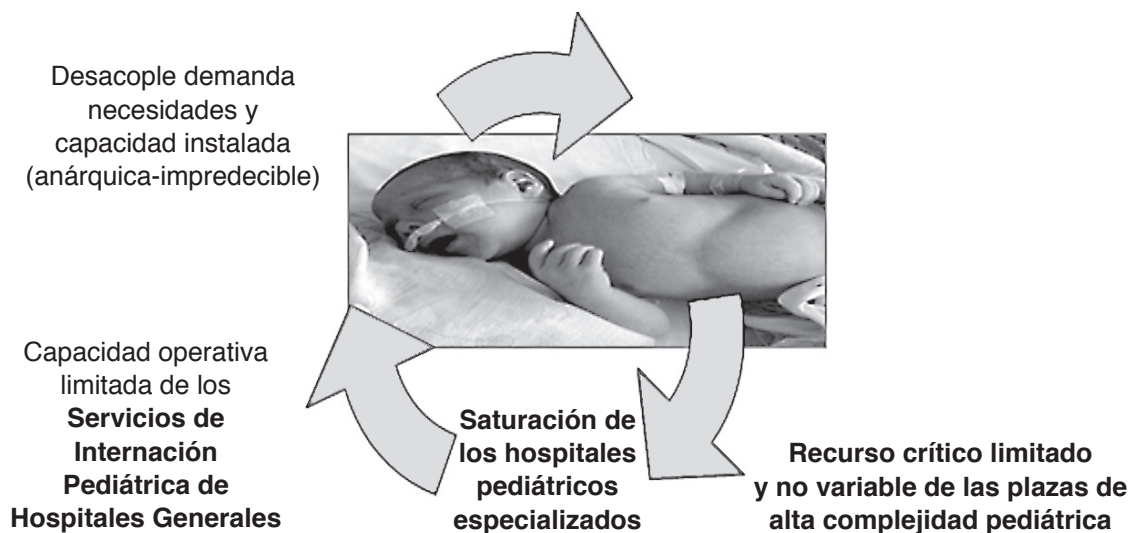 Desacople demanda
necesidades y
capacidad instalada
(anárquica-impredecible)
Capacidad operativa
limitada de los
Servicios de
Internación
Pediátrica de
Hospitales Generales
Saturación de
los hospitales
pediátricos
especializados
Recurso crítico limitado
y no variable de las plazas de
alta complejidad pediátrica